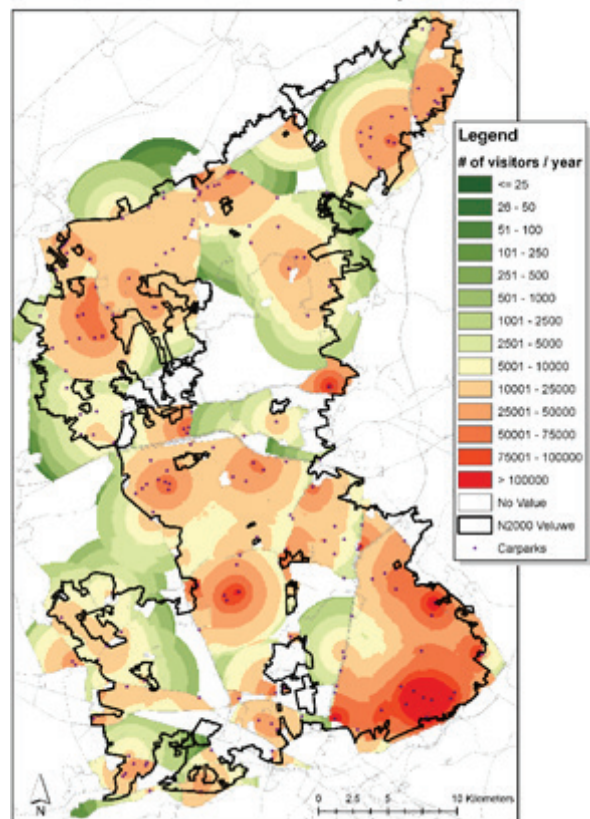 Legend
# of visitors / year
<= 25
26 - 50
51 - 100
101 - 250
251 - 500
501 - 1000
1001 - 2500
2501 - 5000
5001 - 10000
10001 - 25000
25001 - 50000
50001 - 75000
75001 - 100000
> 100000
No Value
N2000 Veluwe
Carparks
N
0 2.5 5 10 Kilometers